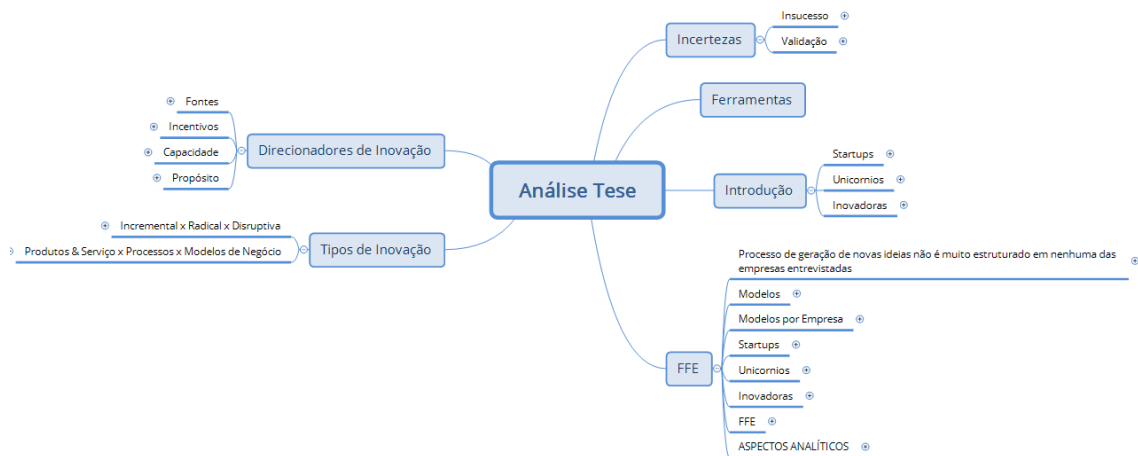 Insucesso
Incertezas
Validação
Ferramentas
Fontes
Incentivos
Direcionadores de Inovação
Capacidade
Propósito
Análise Tese
Startups
Introdução
Unicornios
Inovadoras
Incremental x Radical x Disruptiva
Tipos de Inovação
Produtos & Serviço x Processos x Modelos de Negócio
Processo de geração de novas ideias não é muito estruturado em nenhuma das
empresas entrevistadas
Modelos
Modelos por Empresa
Startups
FFE
Unicornios
Inovadoras
FFE
ASPECTOS ANALÍTICOS